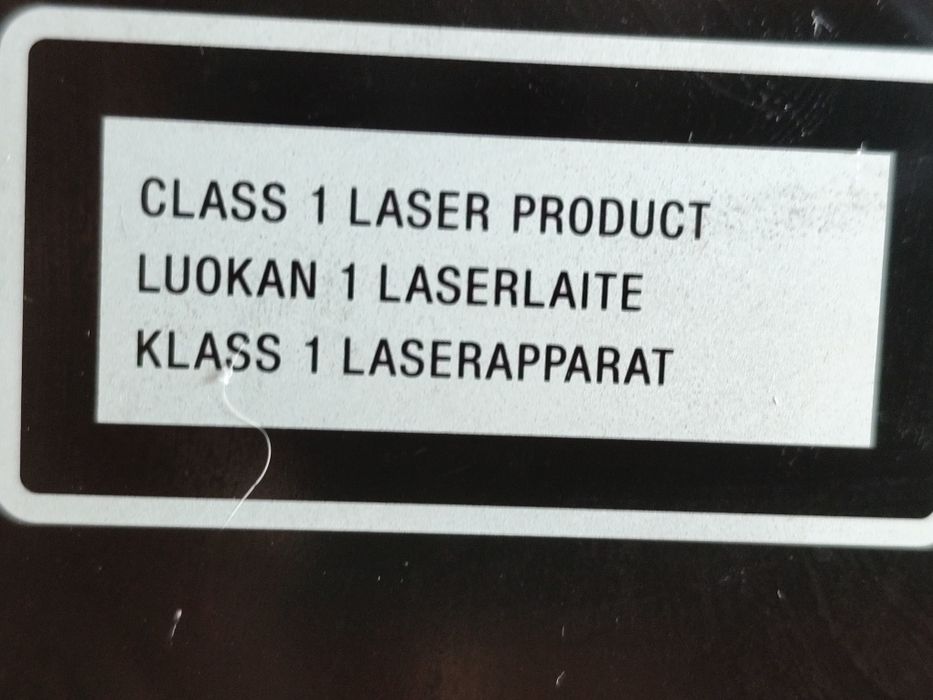 CLASS 1 LASER PRODUCT
LUOKAN 1 LASERLAITE
KLASS 1 LASERAPPARAT